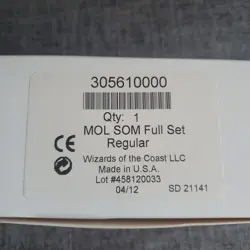 305610000
Qty: 1
MOL SOM Full Set
Regular
CE
Wizards of the Coast LLC
Made in U.S.A.
Lot #458120033
04/12 SD 21141